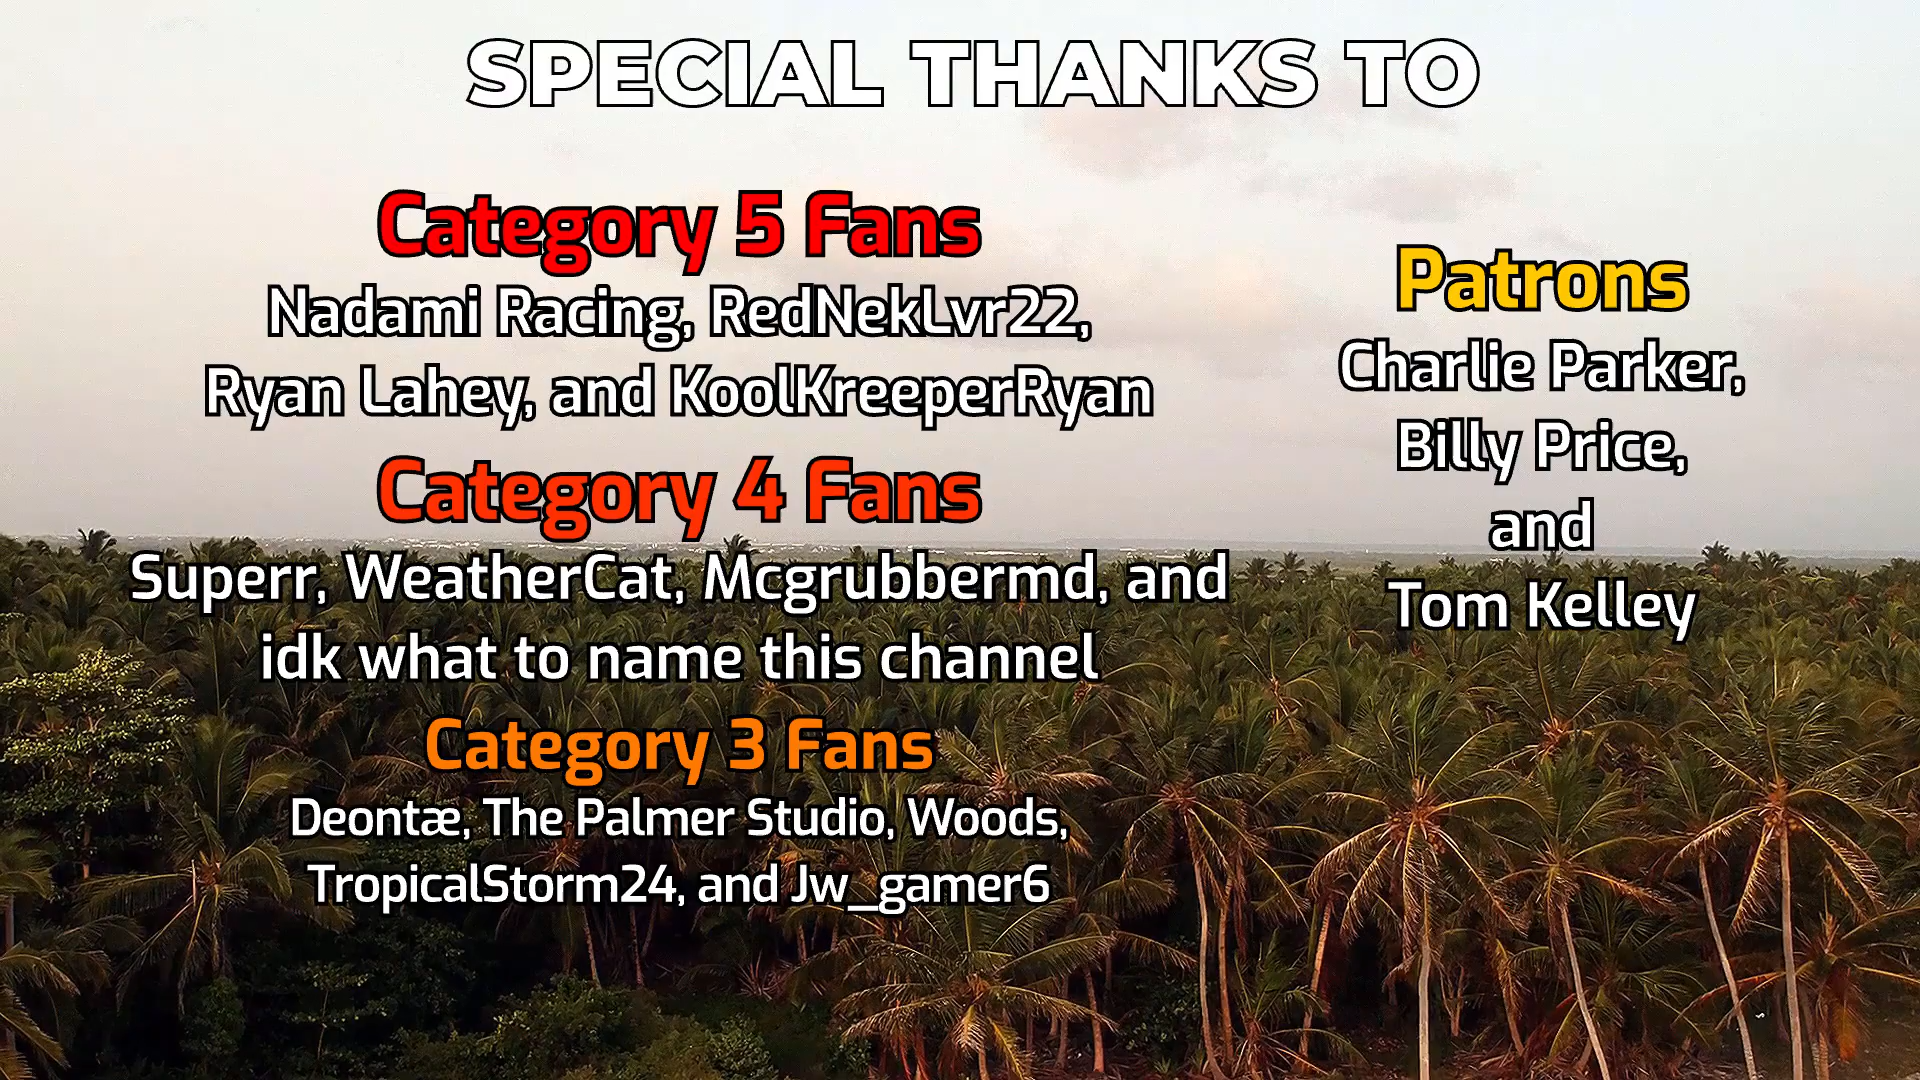 SPECIAL THANKS TO
Category 5 Fans
Nadami Racing, RedNekLvr22,
Ryan Lahey, and KoolKreeperRyan
Category 4 Fans
Superr, WeatherCat, Mcgrubbermd, and
idk what to name this channel
Category 3 Fans
Deontæ, The Palmer Studio, Woods,
TropicalStorm24, and Jw_gamer6
Patrons
Charlie Parker,
Billy Price,
and
Tom Kelley